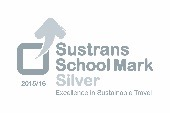 Sustrans
School Mark
Silver
2015/16
Excellence in Sustainable Travel